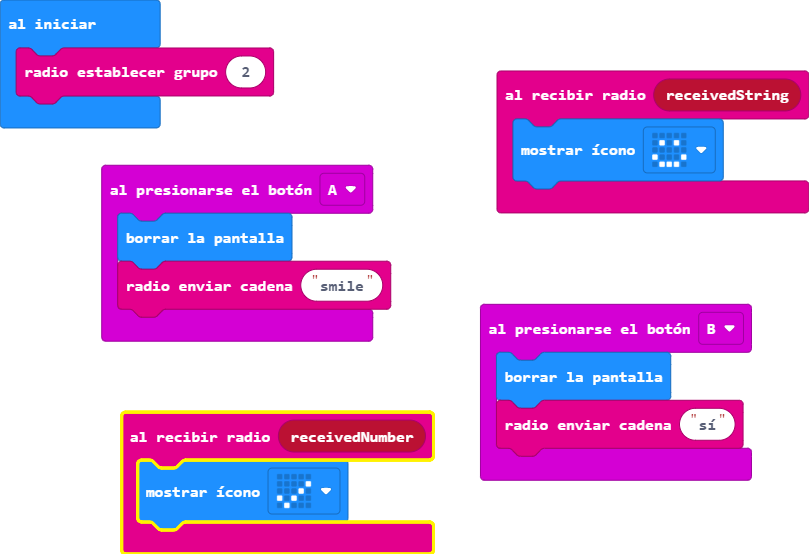 al iniciar
radio establecer grupo 2
al recibir radio receivedString
mostrar ícono
al presionarse el botón A
borrar la pantalla
radio enviar cadena "smile"
al presionarse el botón B
borrar la pantalla
radio enviar cadena "sí"
al recibir radio receivedNumber
mostrar ícono